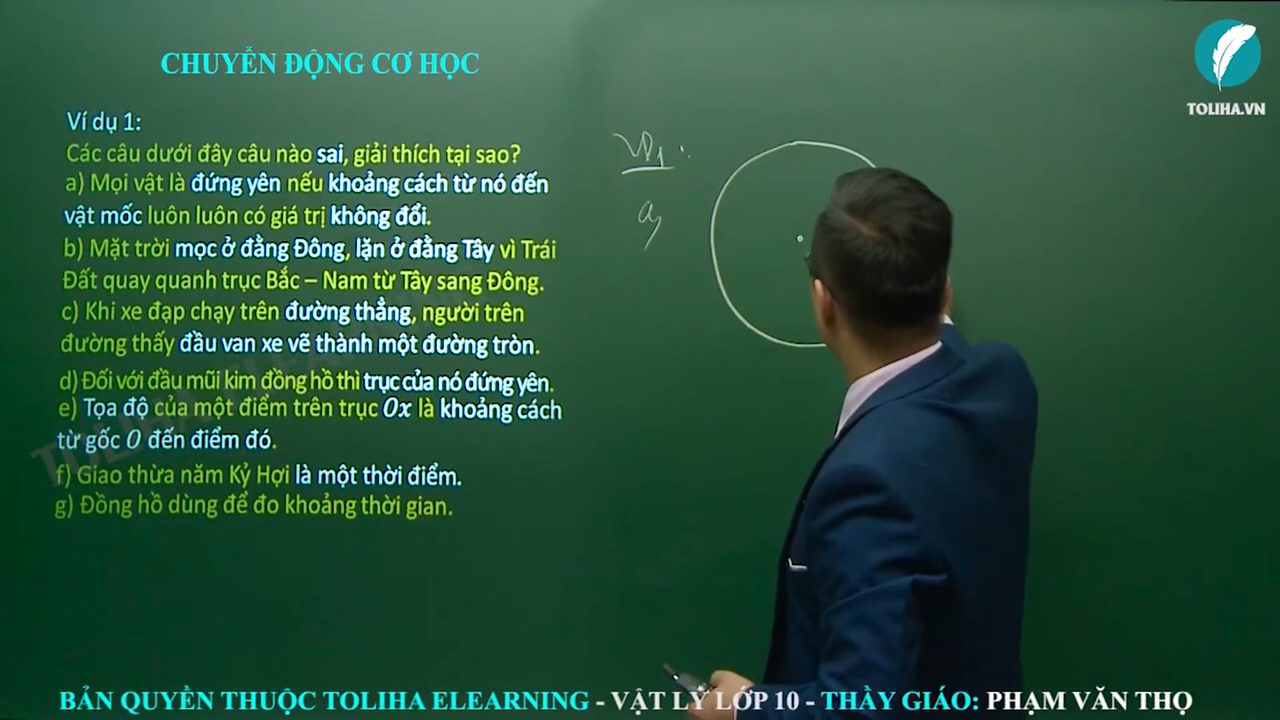 CHUYỂN ĐỘNG CƠ HỌC
TOLIHA.VN
Ví dụ 1:
Các câu dưới đây câu nào sai, giải thích tại sao?
a) Mọi vật là đứng yên nếu khoảng cách từ nó đến
vật mốc luôn luôn có giá trị không đổi.
b) Mặt trời mọc ở đằng Đông, lặn ở đằng Tây vì Trái
Đất quay quanh trục Bắc – Nam từ Tây sang Đông.
c) Khi xe đạp chạy trên đường thẳng, người trên
đường thấy đầu van xe vẽ thành một đường tròn.
d) Đối với đầu mũi kim đồng hồ thì trục của nó đứng yên.
e) Tọa độ của một điểm trên trục Ox là khoảng cách
từ gốc O đến điểm đó.
f) Giao thừa năm Kỷ Hợi là một thời điểm.
g) Đồng hồ dùng để đo khoảng thời gian.
VD1:
a,
BẢN QUYỀN THUỘC TOLIHA ELEARNING - VẬT LÝ LỚP 10 - THẦY GIÁO: PHẠM VĂN THỌ